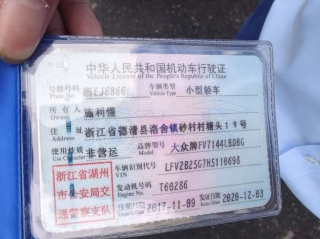 中华人民共和国机动车行驶证
Vehicle License of the People's Republic of China
号牌号码 浙EJ6866 车辆类型 小型轿车
Plate No. Vehicle Type
所有人 施利慢
Owner
住址 浙江省德清县洛舍镇砂村村塘头19号
Address
使用性质 非营运 品牌型号 大众牌FV7144LBDBG
Use Character Model
浙江省湖州市公安局交通警察支队
车辆识别代号 LFV2B25G7H5116698
VIN
发动机号码 T60286
Engine No.
注册日期 2017-11-09 发证日期 2020-12-03